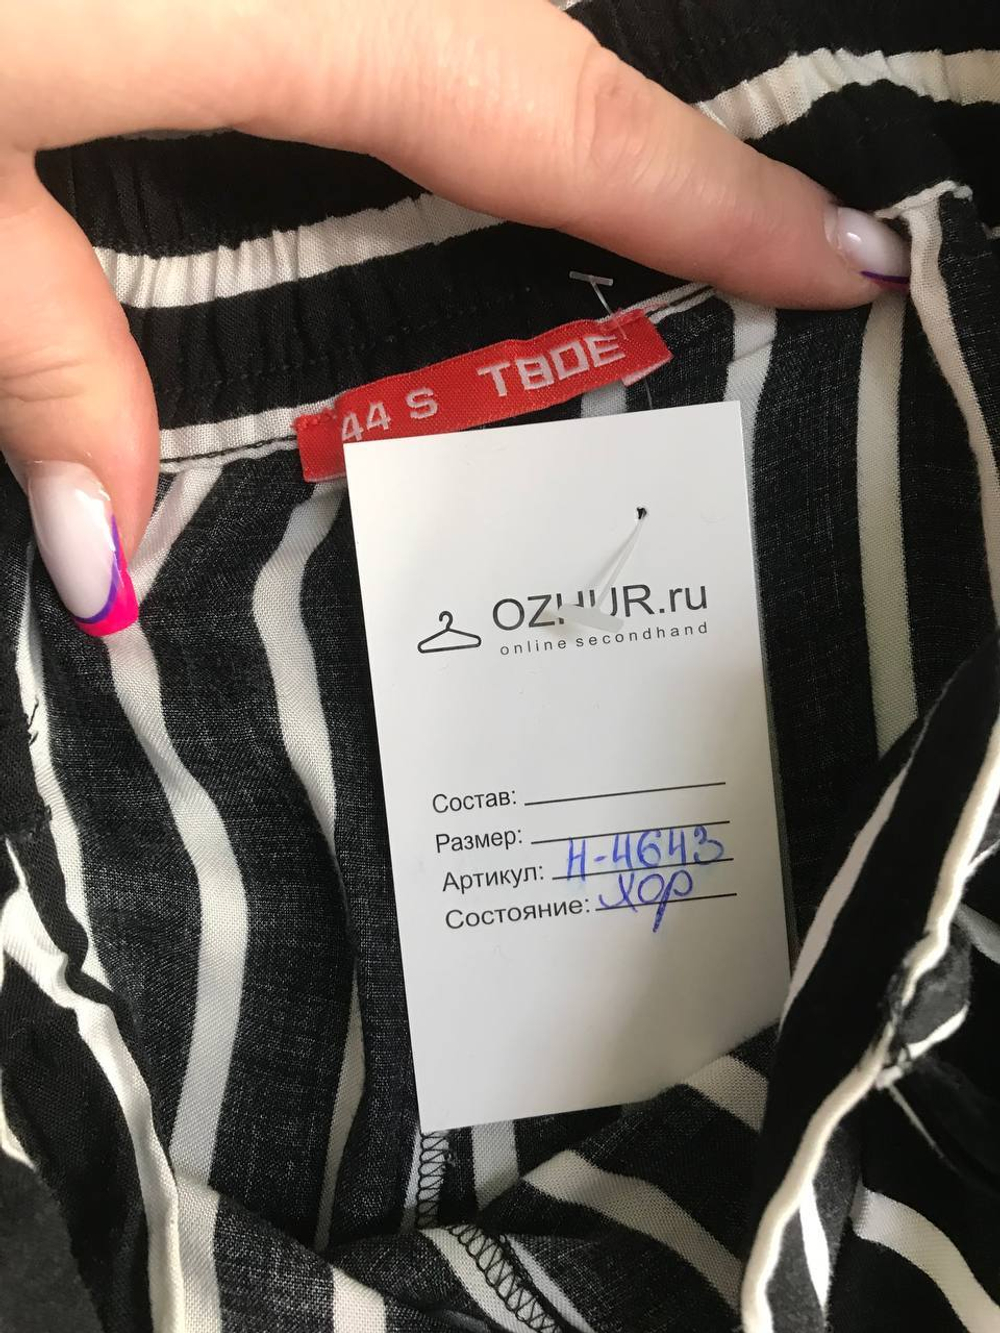 44 S ТВОЕ
OZHUR.ru
online secondhand
Состав:
Размер:
Артикул: Н-4643
Состояние: хор